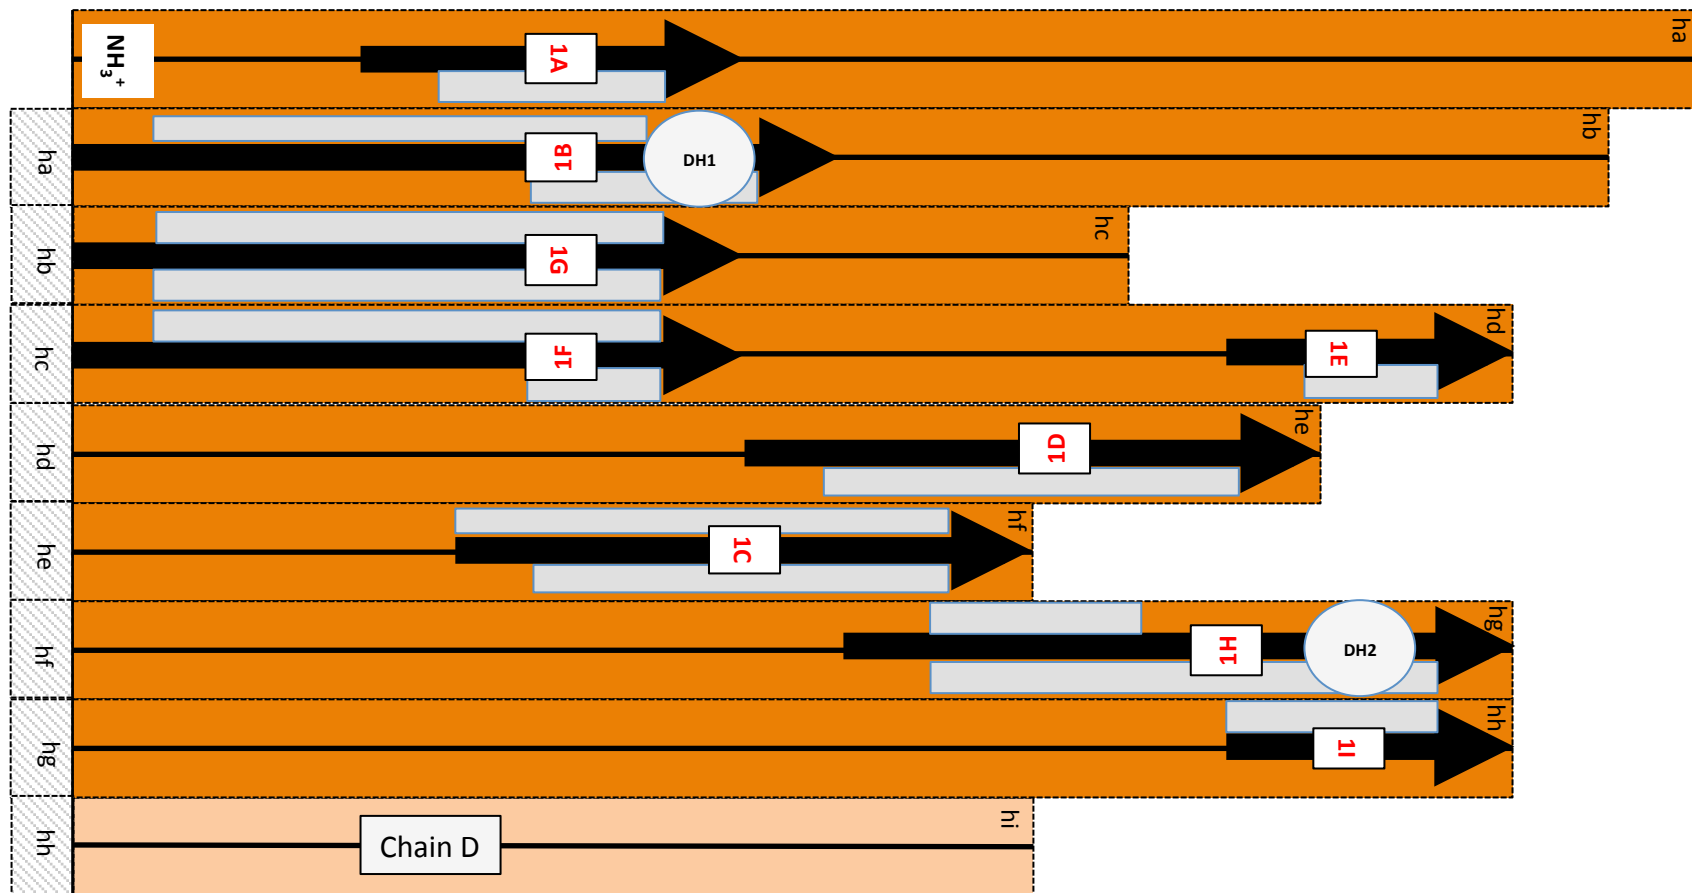 NH₃⁺ 1A ha
ha 1B DH1 hb
hb 1G hc
hc 1F 1E hd
hd 1D he
he 1C hf
hf 1H DH2 hg
hg 1I hh
hh Chain D hi